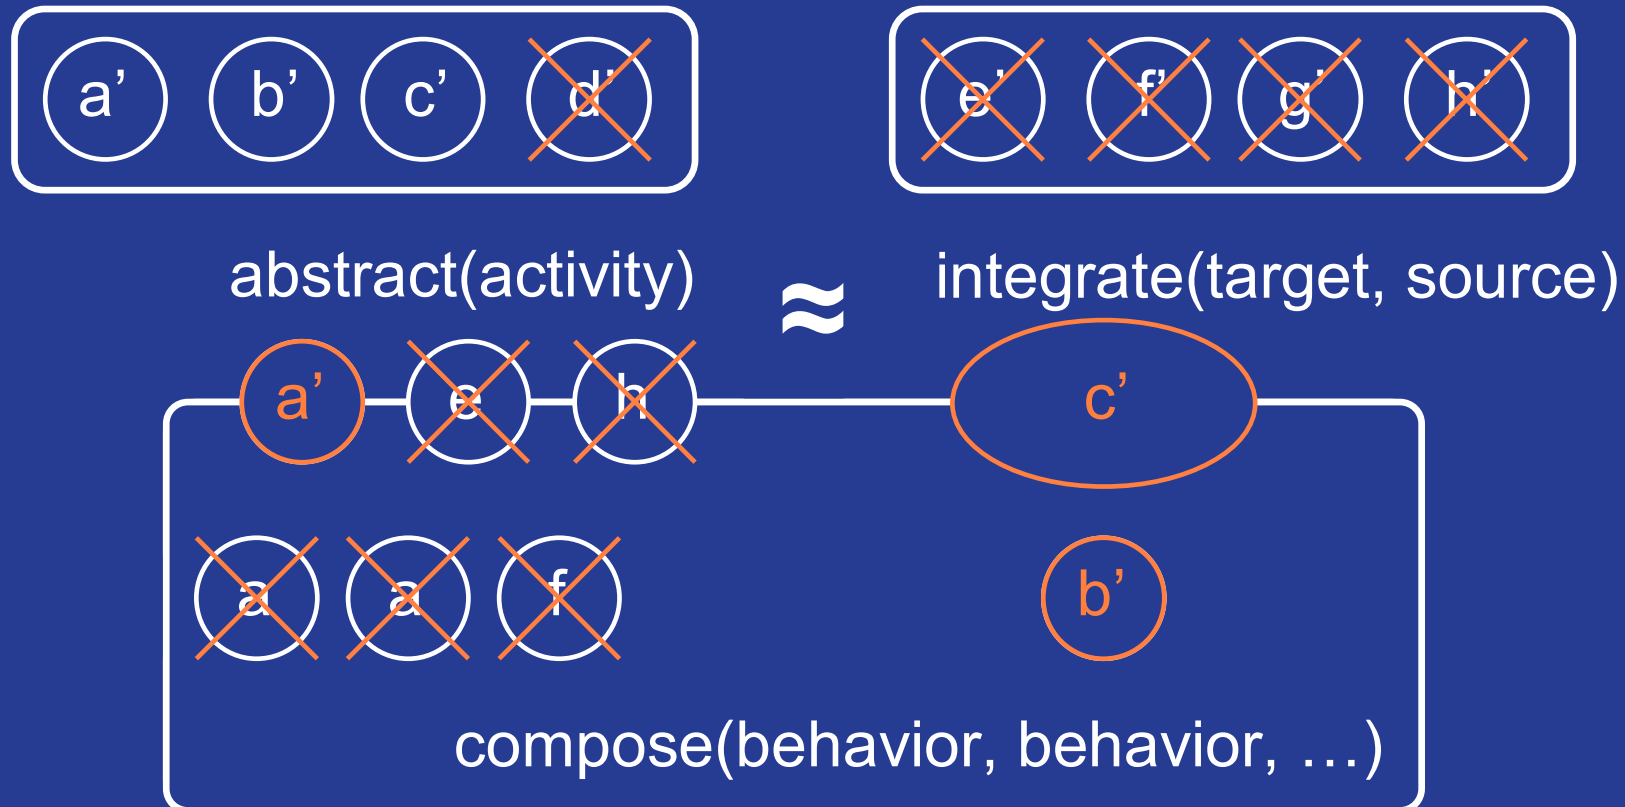 a’ b’ c’ d’ e’ f’ g’ h’
abstract(activity) ≈ integrate(target, source)
a’ e h c’
a a f b’
compose(behavior, behavior, …)